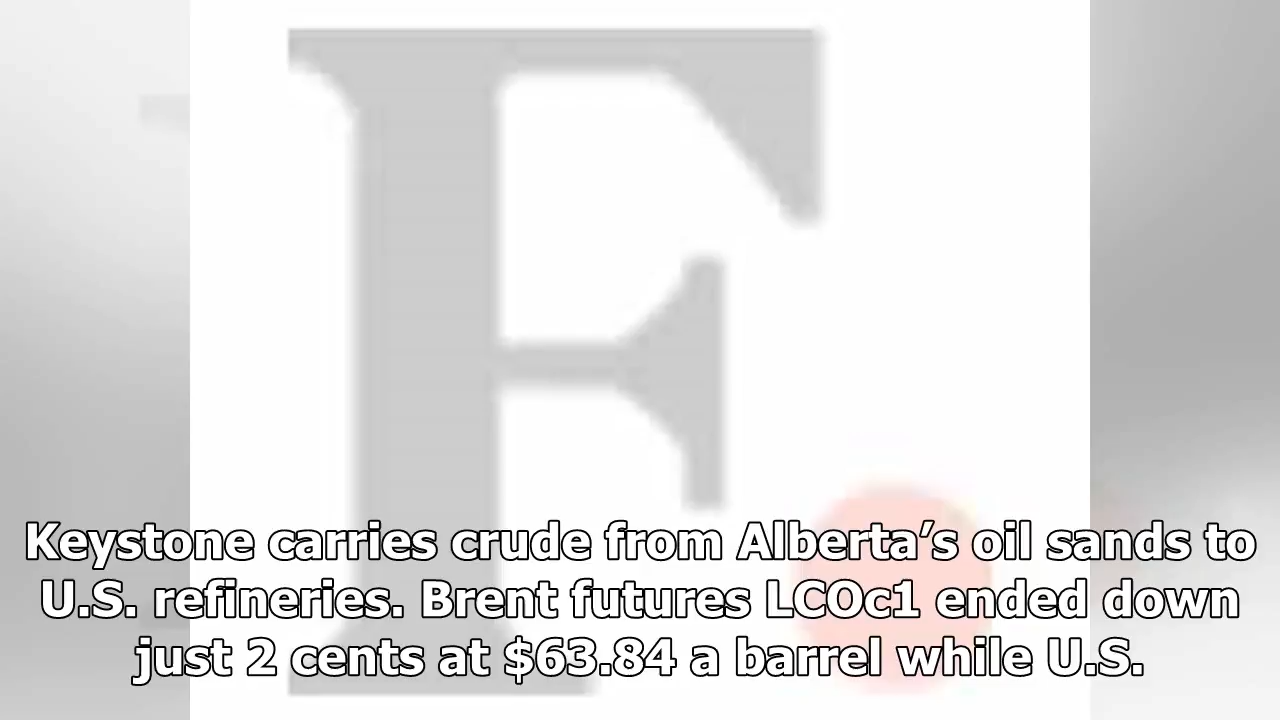 F.
Keystone carries crude from Alberta’s oil sands to
U.S. refineries. Brent futures LCOc1 ended down
just 2 cents at $63.84 a barrel while U.S.